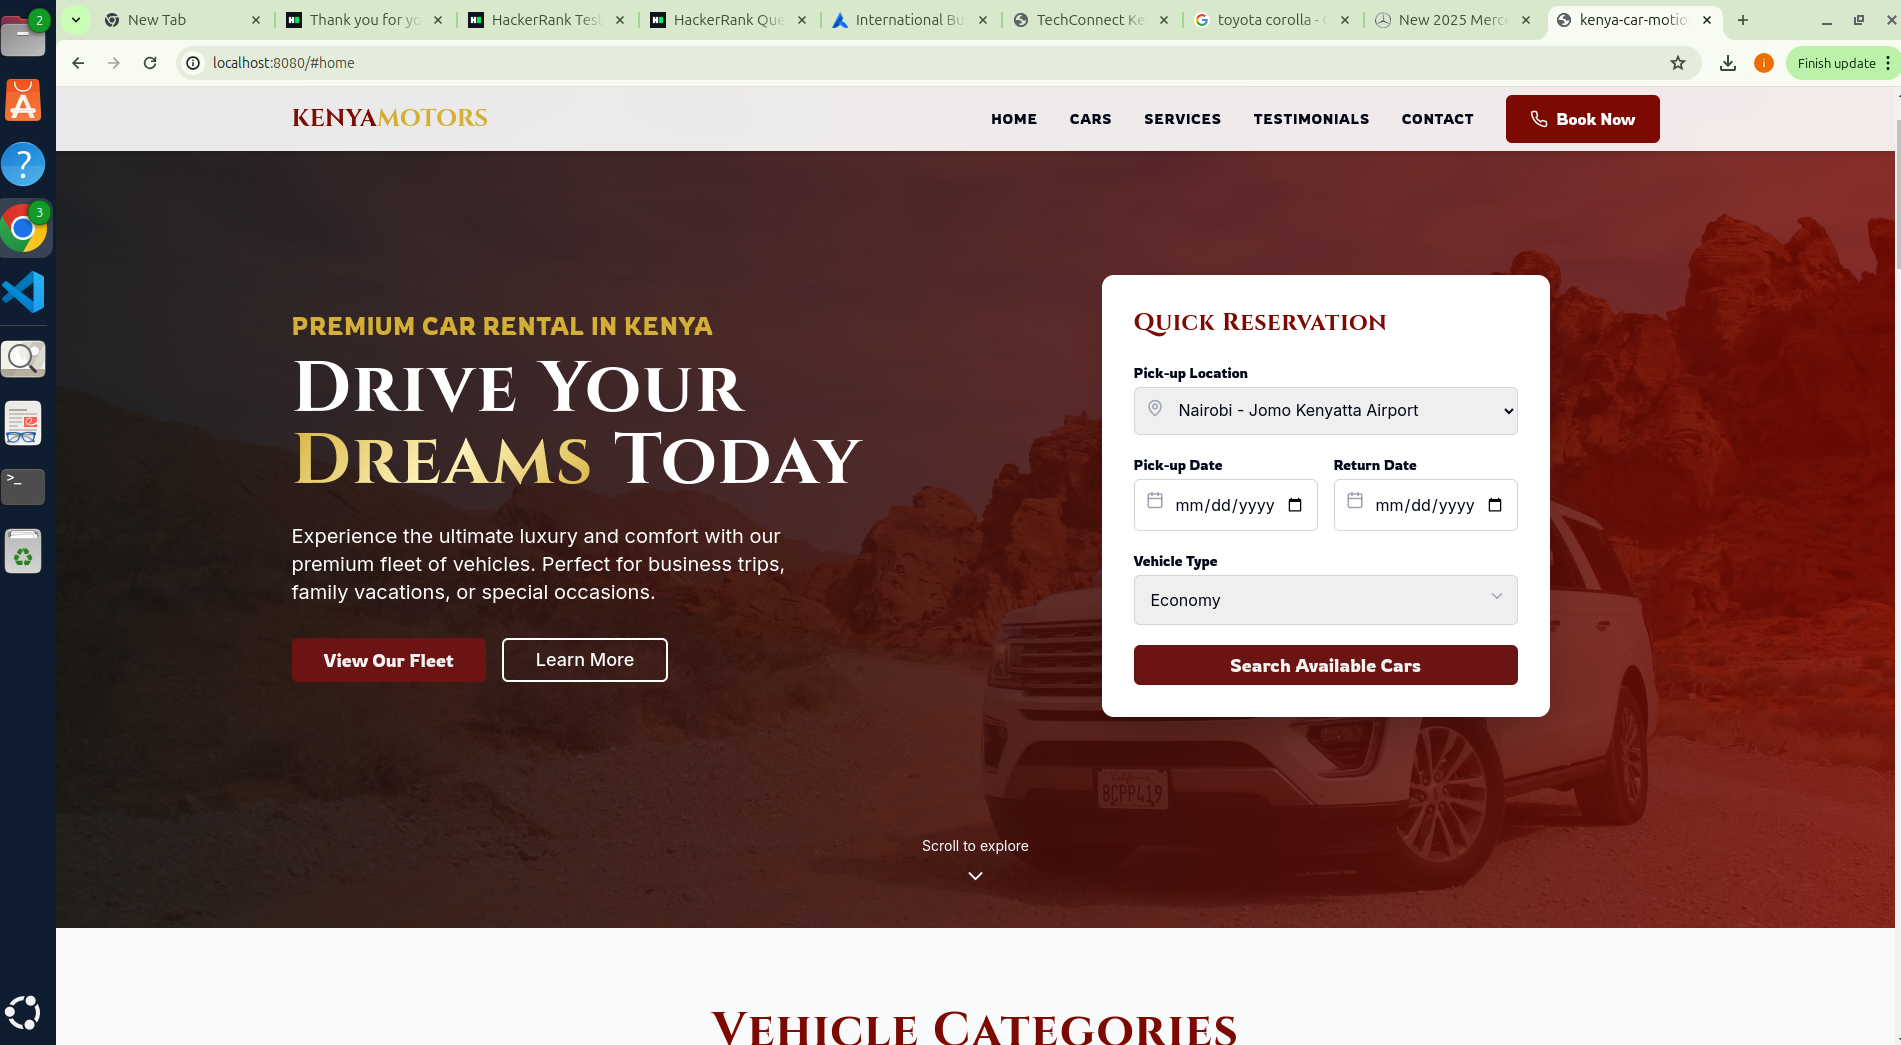 2
New Tab
Thank you for yo
HackerRank Test
HackerRank Que
International Bu
TechConnect Ke
toyota corolla -
New 2025 Merce
kenya-car-motio
localhost:8080/#home
i
Finish update
KENYAMOTORS
HOME
CARS
SERVICES
TESTIMONIALS
CONTACT
Book Now
3
PREMIUM CAR RENTAL IN KENYA
DRIVE YOUR
DREAMS TODAY
Experience the ultimate luxury and comfort with our
premium fleet of vehicles. Perfect for business trips,
family vacations, or special occasions.
View Our Fleet
Learn More
QUICK RESERVATION
Pick-up Location
Nairobi - Jomo Kenyatta Airport
Pick-up Date
Return Date
mm/dd/yyyy
mm/dd/yyyy
Vehicle Type
Economy
Search Available Cars
California
8CPP419
Scroll to explore
VEHICLE CATEGORIES